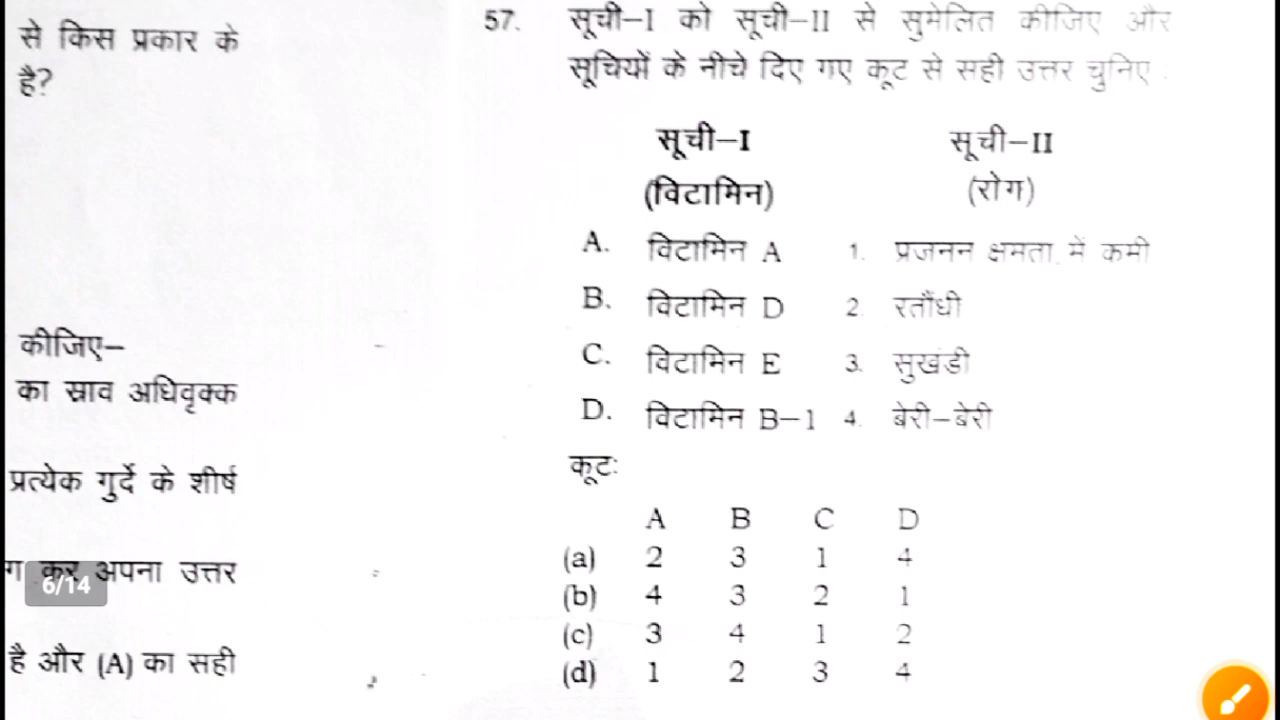 से किस प्रकार के
है?
कीजिए–
का स्राव अधिवृक्क
प्रत्येक गुर्दे के शीर्ष
ग कर अपना उत्तर
6/14
है और (A) का सही
57. सूची–I को सूची–II से सुमेलित कीजिए और
सूचियों के नीचे दिए गए कूट से सही उत्तर चुनिए :
सूची–I सूची–II
(विटामिन) (रोग)
A. विटामिन A 1. प्रजनन क्षमता में कमी
B. विटामिन D 2. रतौंधी
C. विटामिन E 3. सुखंडी
D. विटामिन B–1 4. बेरी–बेरी
कूटः
A B C D
(a) 2 3 1 4
(b) 4 3 2 1
(c) 3 4 1 2
(d) 1 2 3 4